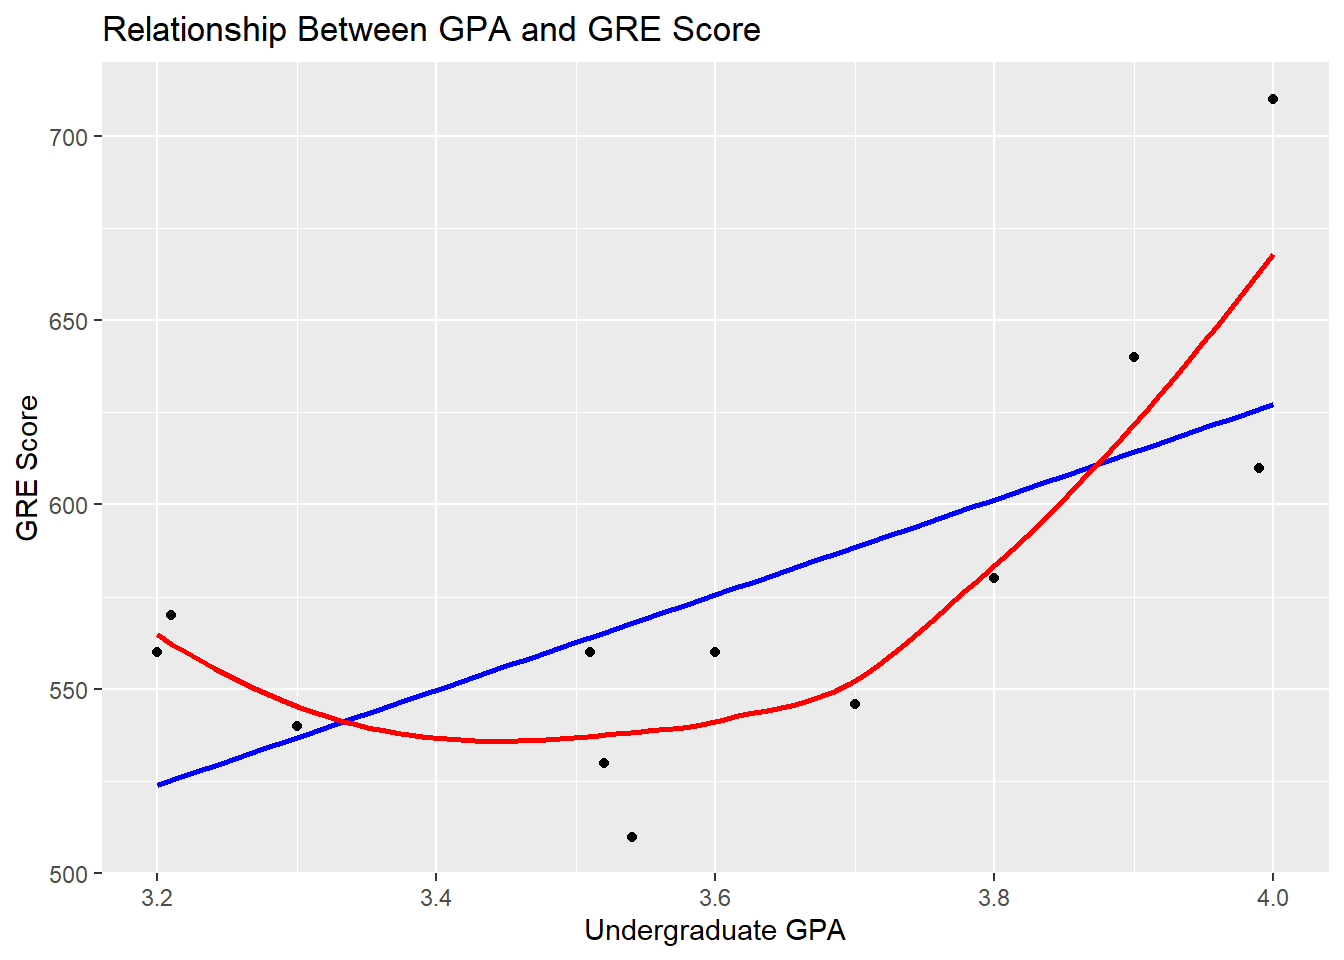 Relationship Between GPA and GRE Score
700
650
600
550
500
GRE Score
3.2 3.4 3.6 3.8 4.0
Undergraduate GPA